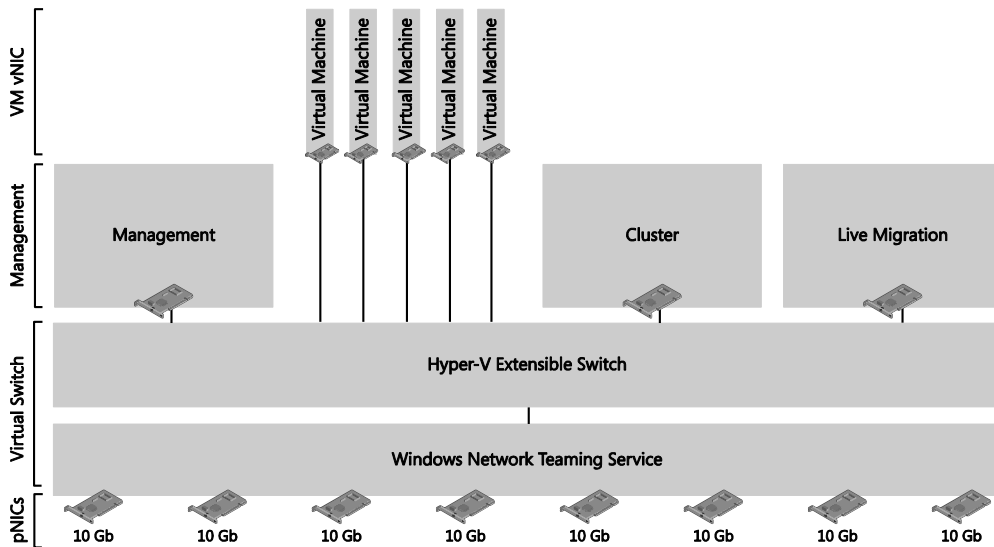 VM vNIC
Virtual Machine
Virtual Machine
Virtual Machine
Virtual Machine
Virtual Machine
Management
Management
Cluster
Live Migration
Virtual Switch
Hyper-V Extensible Switch
Windows Network Teaming Service
pNICs
10 Gb
10 Gb
10 Gb
10 Gb
10 Gb
10 Gb
10 Gb
10 Gb